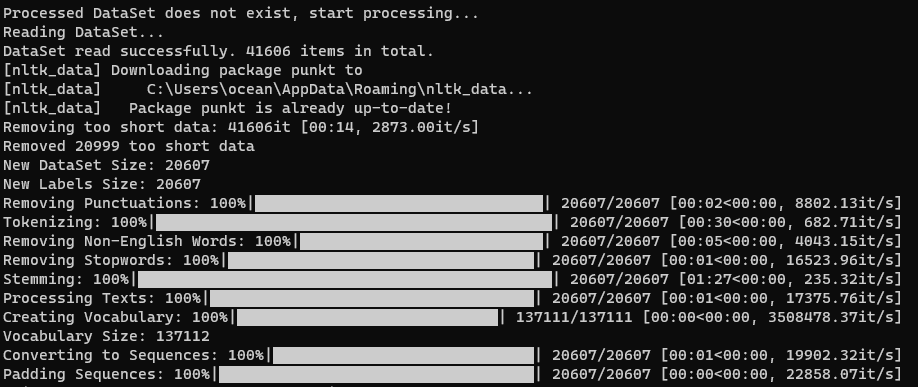 Processed DataSet does not exist, start processing...
Reading DataSet...
DataSet read successfully. 41606 items in total.
[nltk_data] Downloading package punkt to
[nltk_data]     C:\Users\ocean\AppData\Roaming\nltk_data...
[nltk_data]   Package punkt is already up-to-date!
Removing too short data: 41606it [00:14, 2873.00it/s]
Removed 20999 too short data
New DataSet Size: 20607
New Labels Size: 20607
Removing Punctuations: 100%|| 20607/20607 [00:02<00:00, 8802.13it/s]
Tokenizing: 100%|| 20607/20607 [00:30<00:00, 682.71it/s]
Removing Non-English Words: 100%|| 20607/20607 [00:05<00:00, 4043.15it/s]
Removing Stopwords: 100%|| 20607/20607 [00:01<00:00, 16523.96it/s]
Stemming: 100%|| 20607/20607 [01:27<00:00, 235.32it/s]
Processing Texts: 100%|| 20607/20607 [00:01<00:00, 17375.76it/s]
Creating Vocabulary: 100%|| 137111/137111 [00:00<00:00, 3508478.37it/s]
Vocabulary Size: 137112
Converting to Sequences: 100%|| 20607/20607 [00:01<00:00, 19902.32it/s]
Padding Sequences: 100%|| 20607/20607 [00:00<00:00, 22858.07it/s]